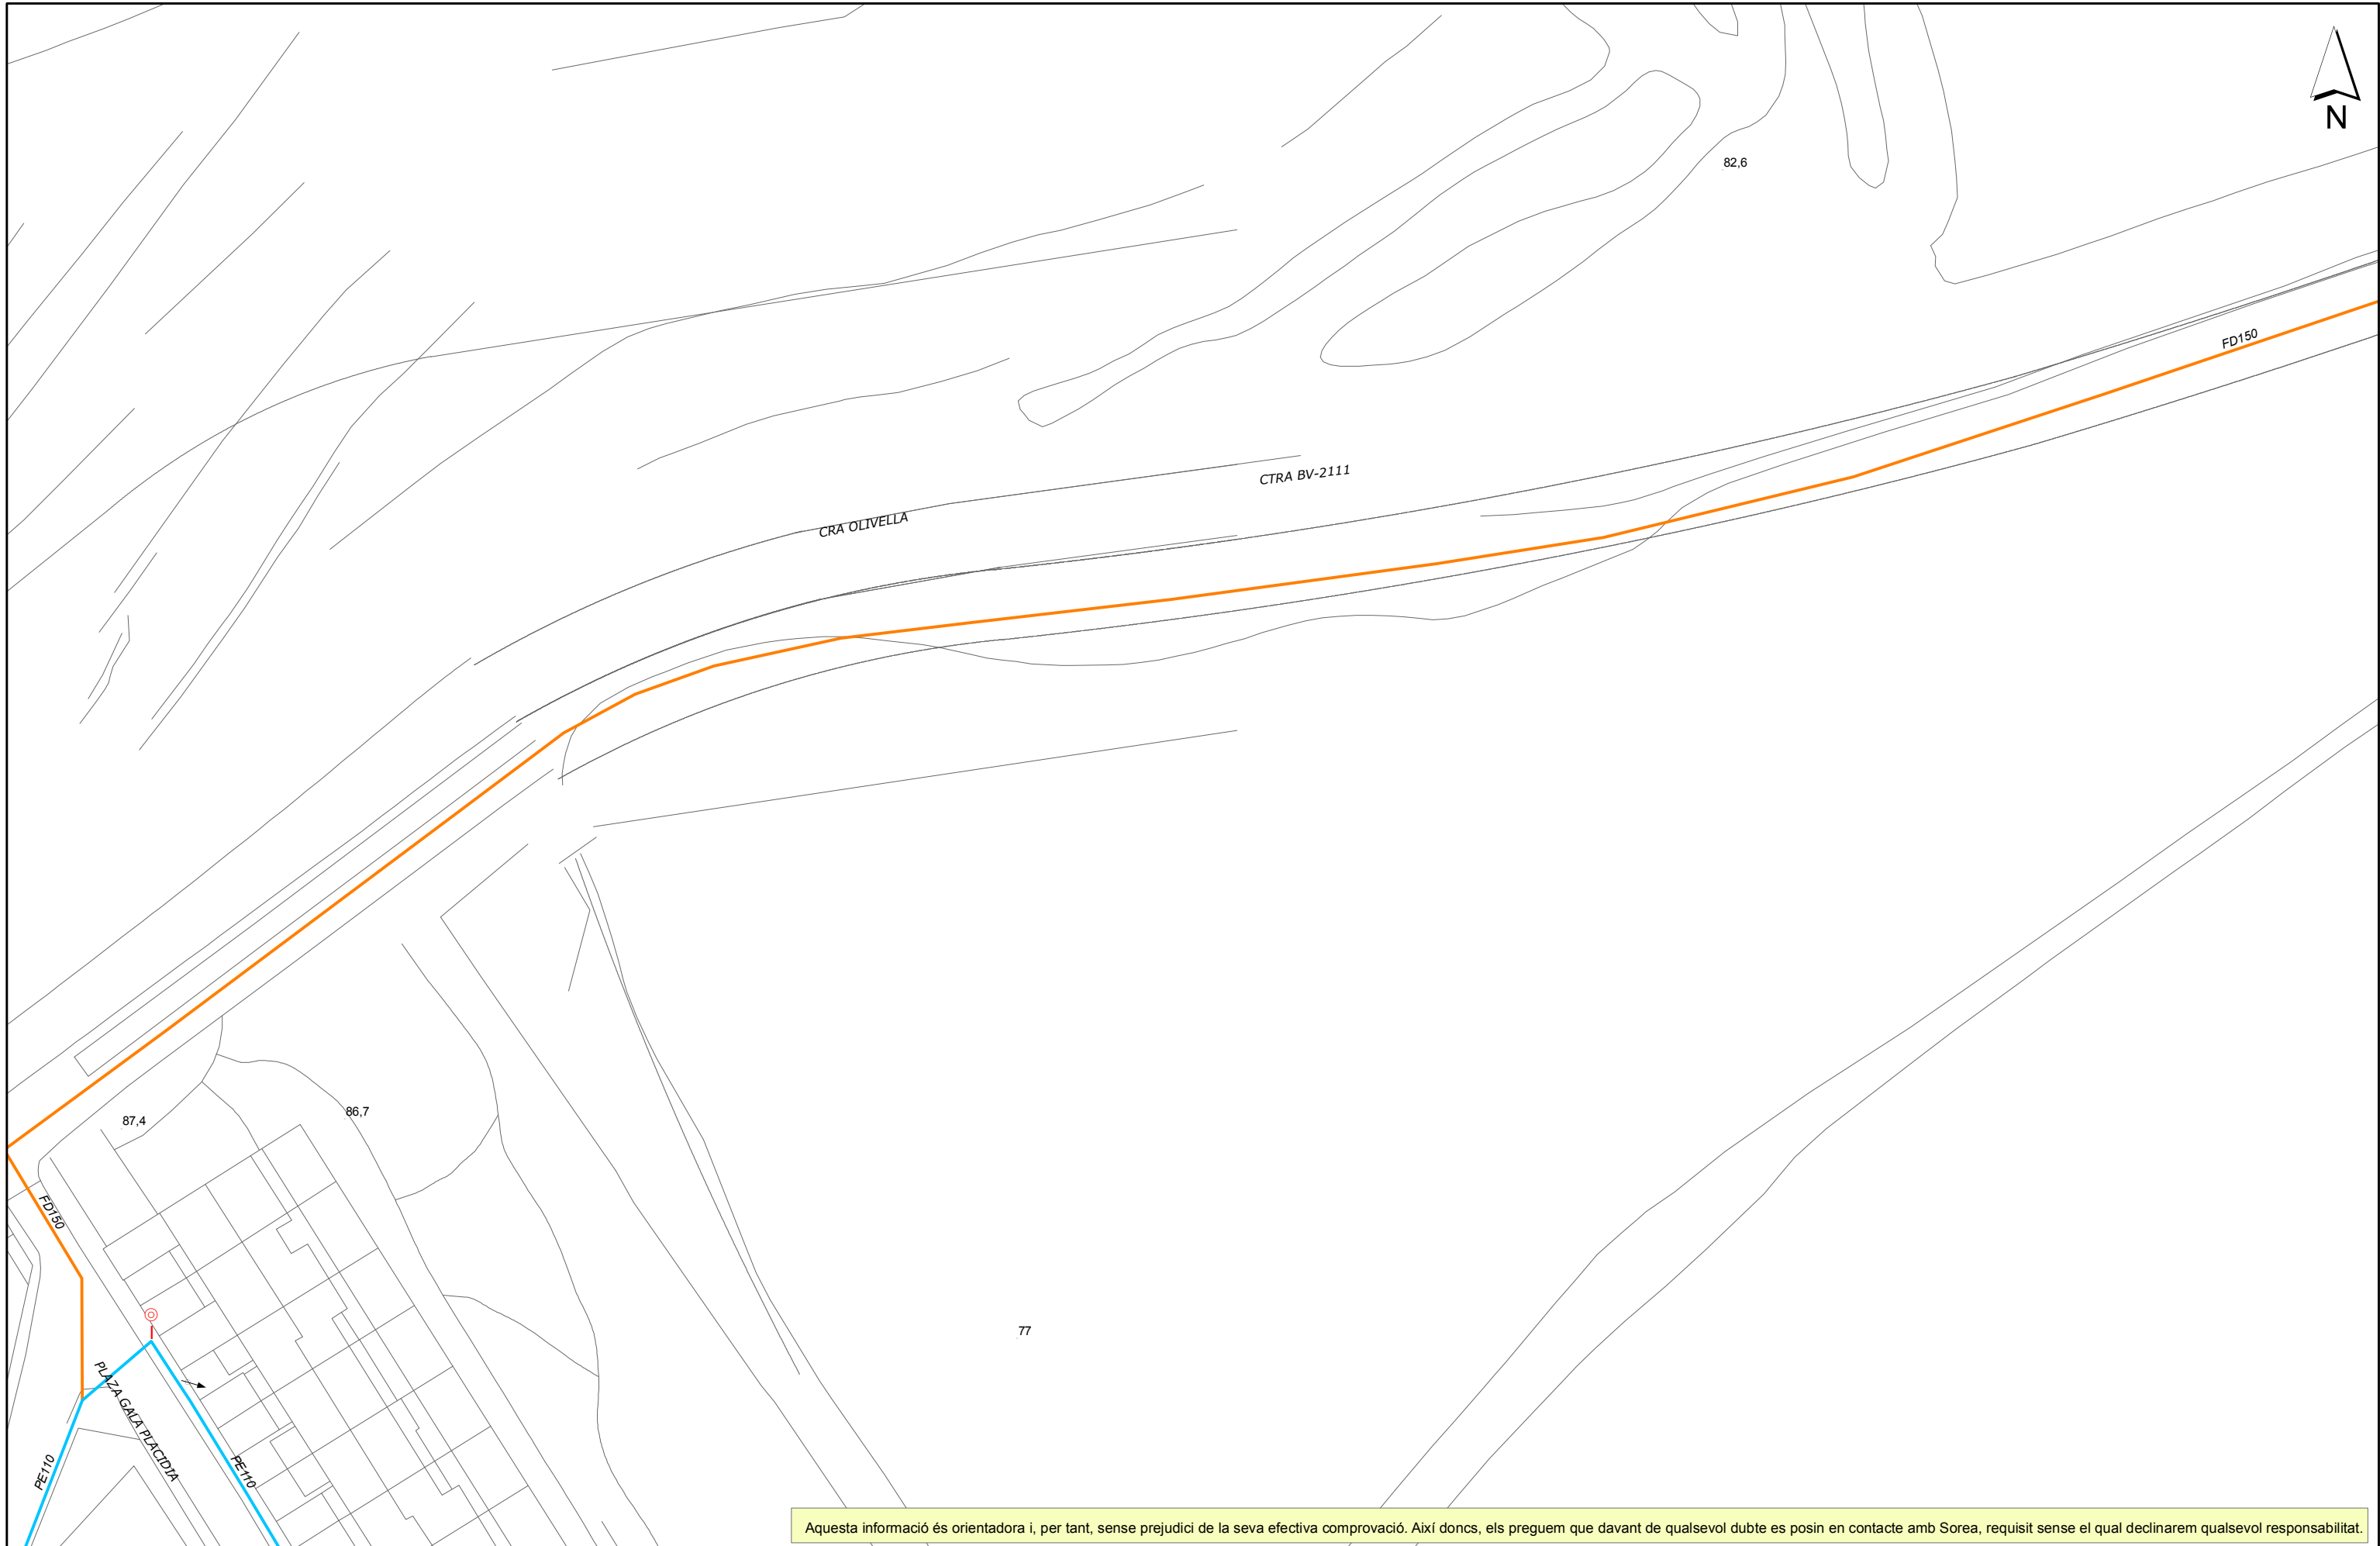 N
82,6
FD150
CTRA BV-2111
CRA OLIVELLA
87,4
86,7
FD150
77
PLAZA GALA PLACIDIA
PE110
PE110
Aquesta informació és orientadora i, per tant, sense prejudici de la seva efectiva comprovació. Així doncs, els preguem que davant de qualsevol dubte es posin en contacte amb Sorea, requisit sense el qual declinarem qualsevol responsabilitat.